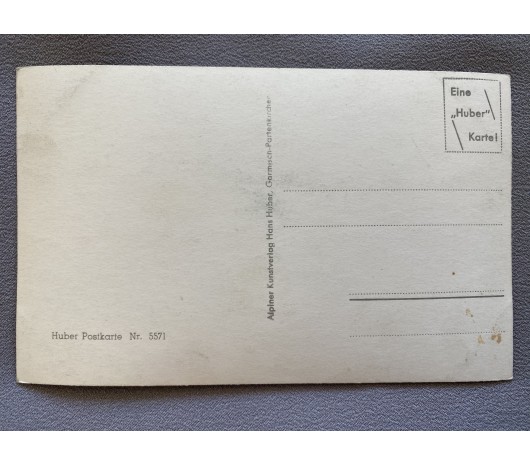 Eine
„Huber"
Karte!
Alpiner Kunstverlag Hans Huber, Garmisch-Partenkirchen
Huber Postkarte Nr. 5571